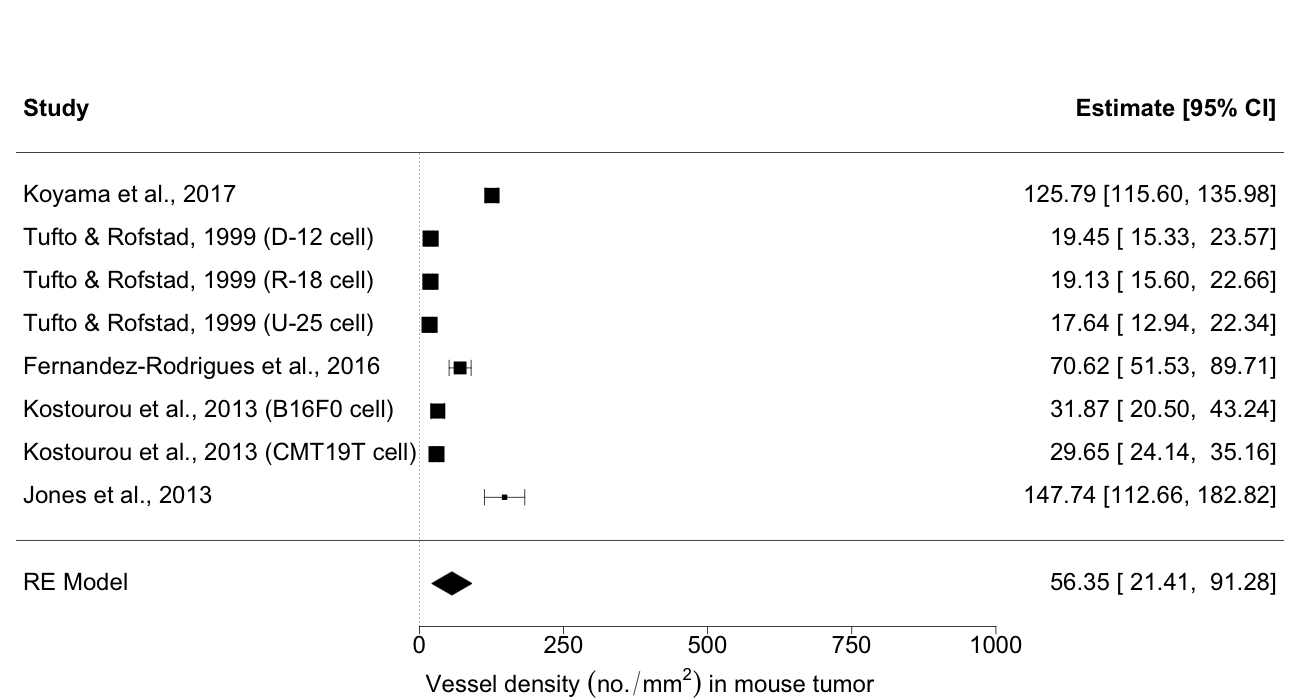 Study Estimate [95% CI]
Koyama et al., 2017 125.79 [115.60, 135.98]
Tufto & Rofstad, 1999 (D-12 cell) 19.45 [ 15.33, 23.57]
Tufto & Rofstad, 1999 (R-18 cell) 19.13 [ 15.60, 22.66]
Tufto & Rofstad, 1999 (U-25 cell) 17.64 [ 12.94, 22.34]
Fernandez-Rodrigues et al., 2016 70.62 [ 51.53, 89.71]
Kostourou et al., 2013 (B16F0 cell) 31.87 [ 20.50, 43.24]
Kostourou et al., 2013 (CMT19T cell) 29.65 [ 24.14, 35.16]
Jones et al., 2013 147.74 [112.66, 182.82]
RE Model 56.35 [ 21.41, 91.28]
0 250 500 750 1000
Vessel density (no./mm²) in mouse tumor